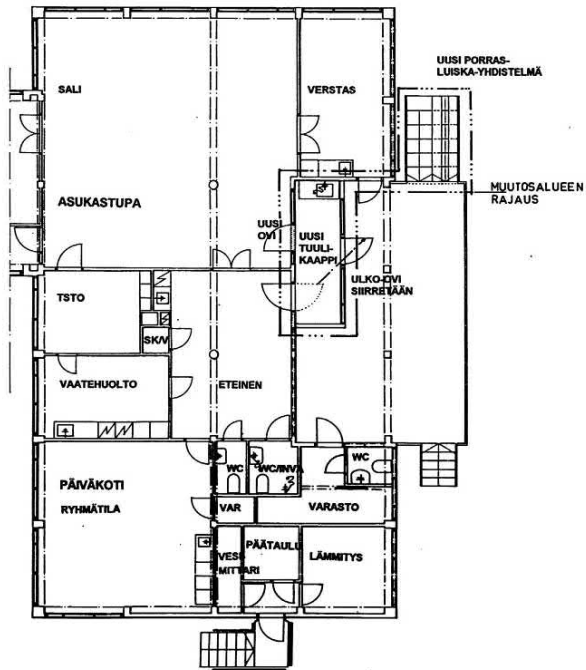 UUSI PORRAS-
LUISKA-YHDISTELMÄ
SALI
VERSTAS
MUUTOSALUEEN
RAJAUS
ASUKASTUPA
UUSI
OVI
UUSI
TUULI-
KAAPPI
ULKO-OVI
SIIRRETÄÄN
TSTO
SK/V
VAATEHUOLTO
ETEINEN
WC
WC/INVA
WC
PÄIVÄKOTI
RYHMÄTILA
VAR
VARASTO
VESI
MITTARI
PÄÄTAULU
LÄMMITYS